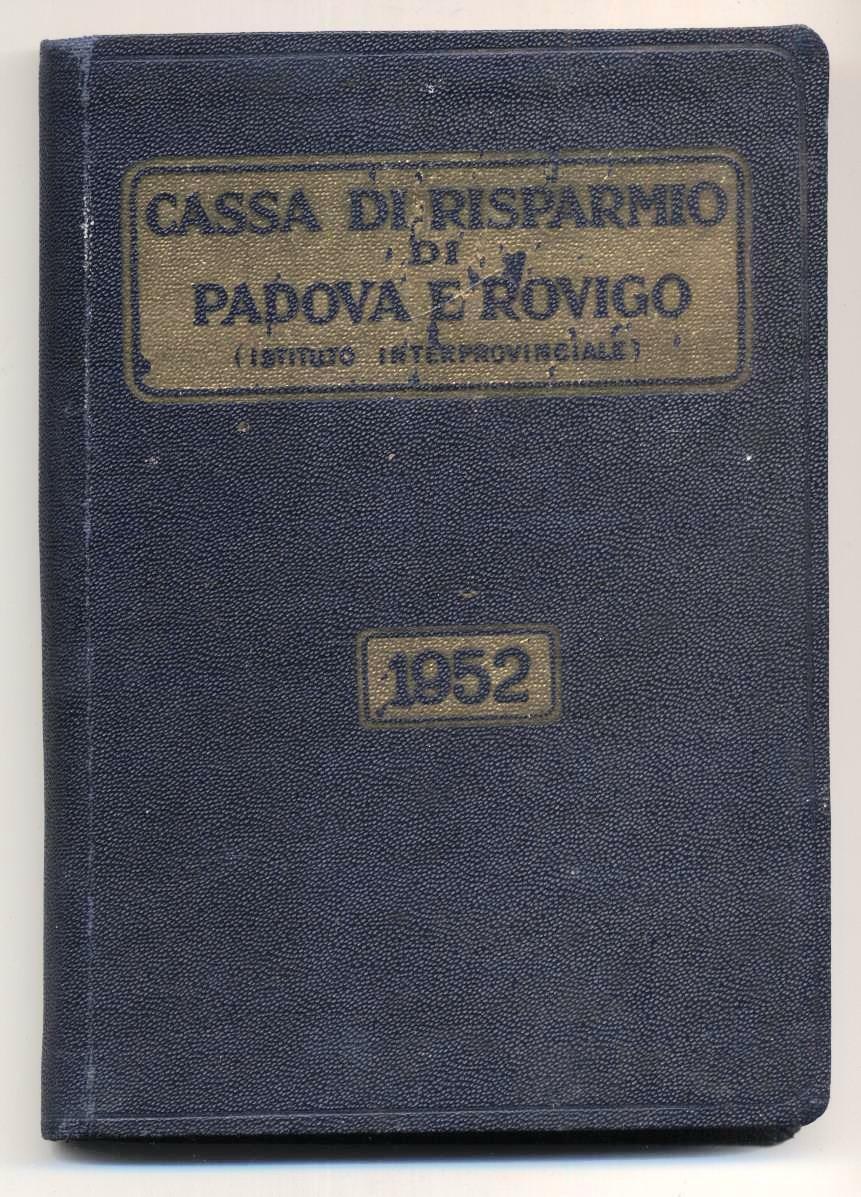 CASSA DI RISPARMIO
DI
PADOVA E ROVIGO
(ISTITUTO INTERPROVINCIALE)
1952